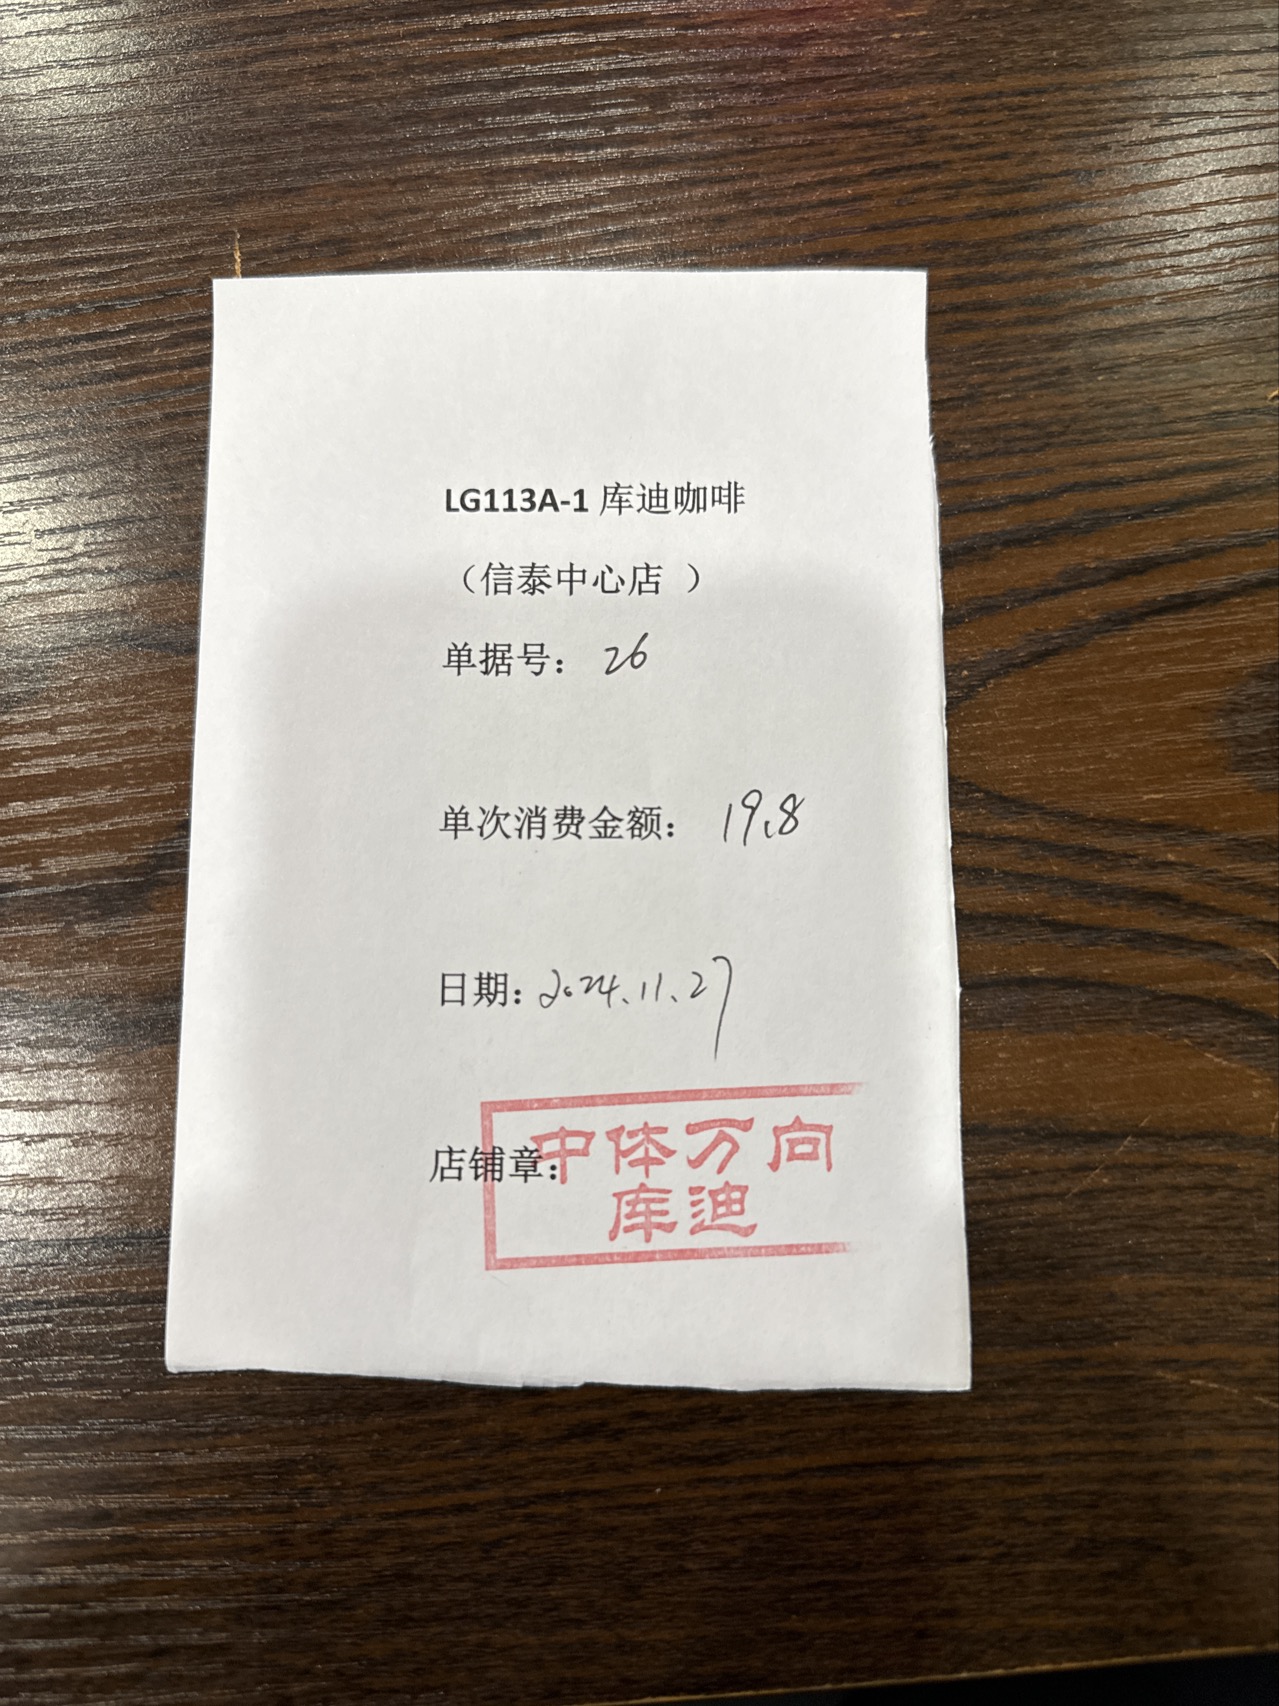 LG113A-1 库迪咖啡
（信泰中心店 ）
单据号： 26
单次消费金额： 19.8
日期：2024.11.27
店铺章：
中体万向
库迪